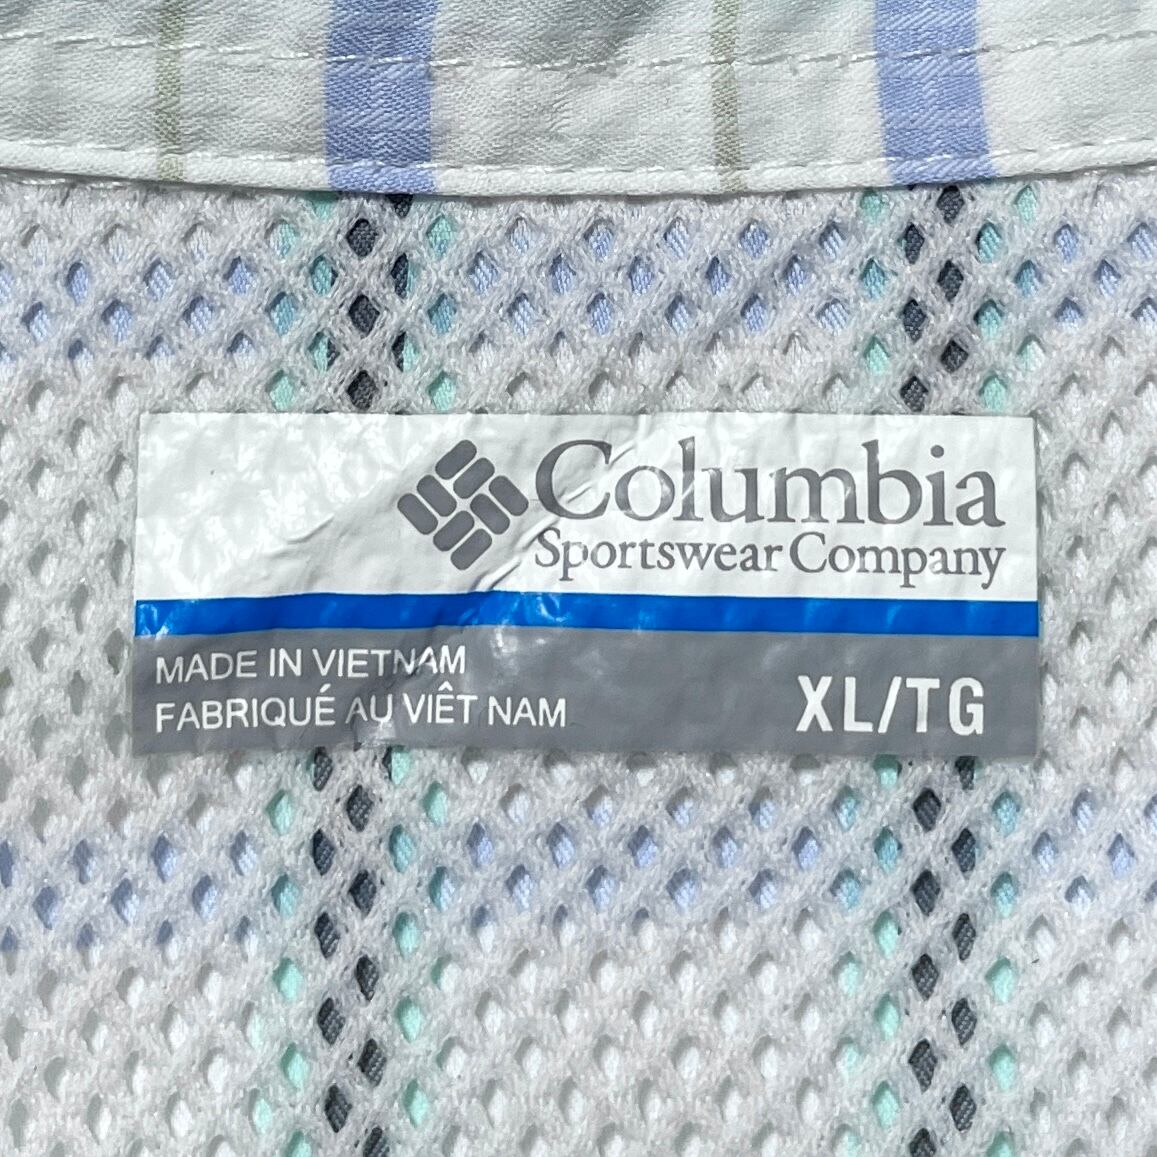 Columbia
Sportswear Company
MADE IN VIETNAM
FABRIQUÉ AU VIÊT NAM
XL/TG